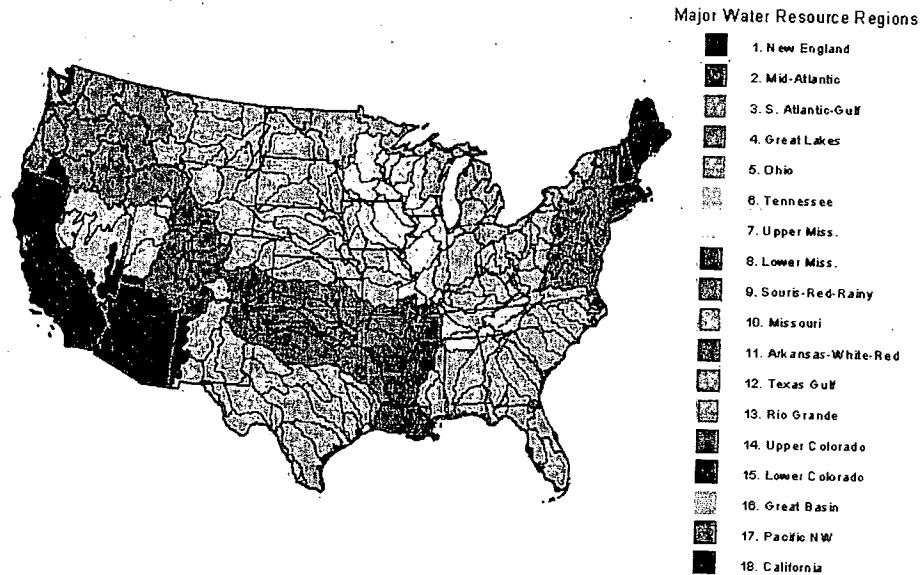 Major Water Resource Regions
1. New England
2. Mid-Atlantic
3. S. Atlantic-Gulf
4. Great Lakes
5. Ohio
6. Tennessee
7. Upper Miss.
8. Lower Miss.
9. Souris-Red-Rainy
10. Missouri
11. Arkansas-White-Red
12. Texas Gulf
13. Rio Grande
14. Upper Colorado
15. Lower Colorado
16. Great Basin
17. Pacific NW
18. California